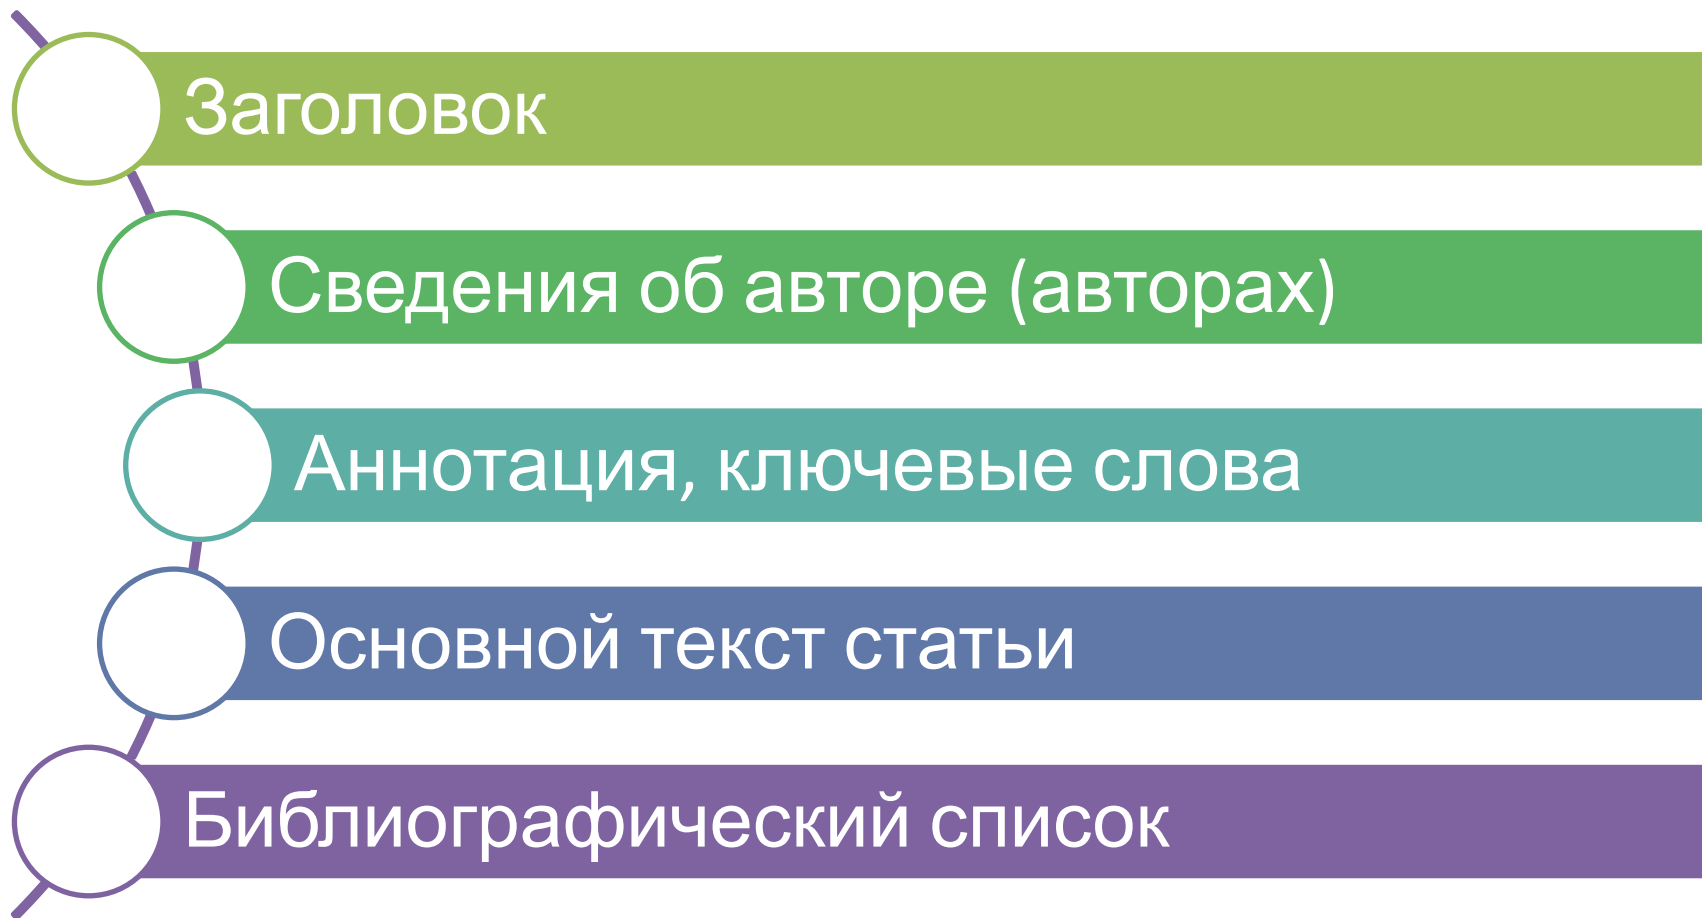 Заголовок
Сведения об авторе (авторах)
Аннотация, ключевые слова
Основной текст статьи
Библиографический список